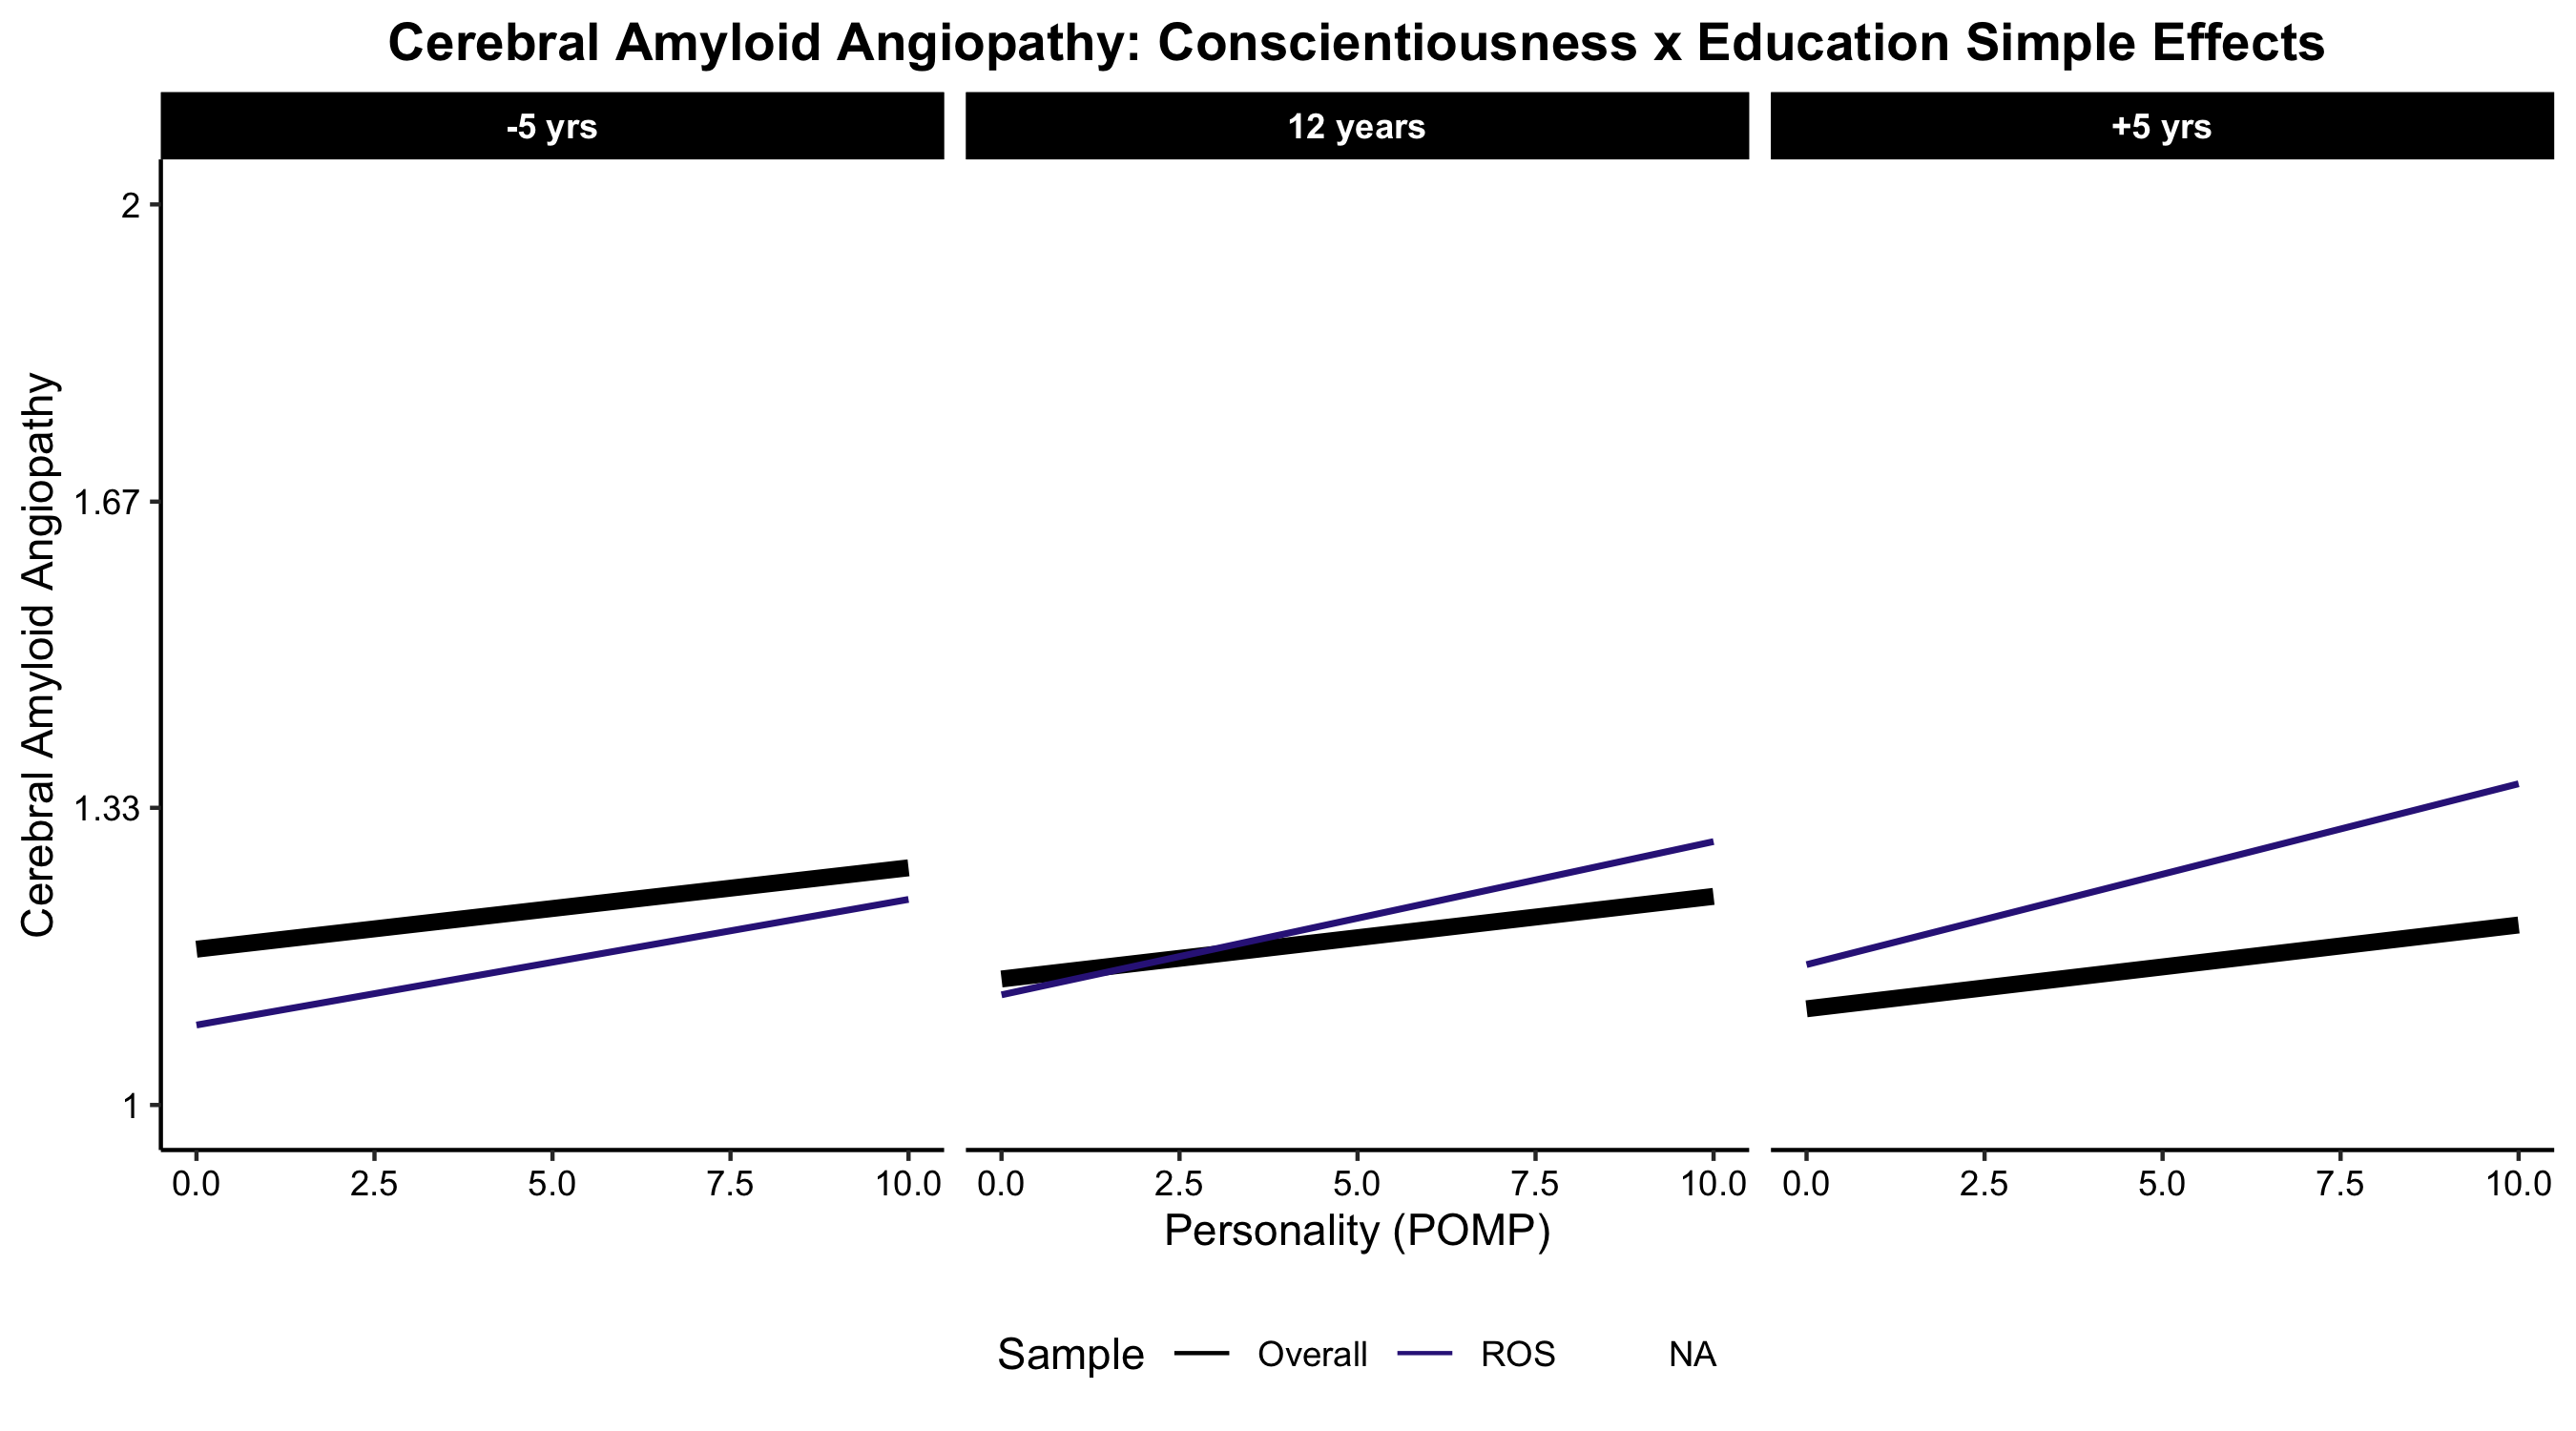 Cerebral Amyloid Angiopathy: Conscientiousness x Education Simple Effects
-5 yrs 12 years +5 yrs
Cerebral Amyloid Angiopathy
2
1.67
1.33
1
0.0 2.5 5.0 7.5 10.0 0.0 2.5 5.0 7.5 10.0 0.0 2.5 5.0 7.5 10.0
Personality (POMP)
Sample Overall ROS NA